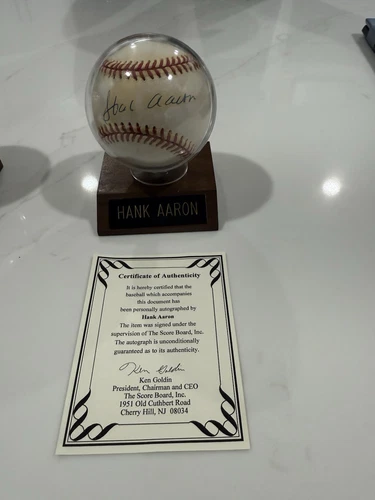 Hank Aaron
HANK AARON
Certificate of Authenticity
It is hereby certified that the
baseball which accompanies
this document has
been personally autographed by
Hank Aaron
The item was signed under the
supervision of The Score Board, Inc.
The autograph is unconditionally
guaranteed as to its authenticity.
Ken Goldin
Ken Goldin
President, Chairman and CEO
The Score Board, Inc.
1951 Old Cuthbert Road
Cherry Hill, NJ 08034